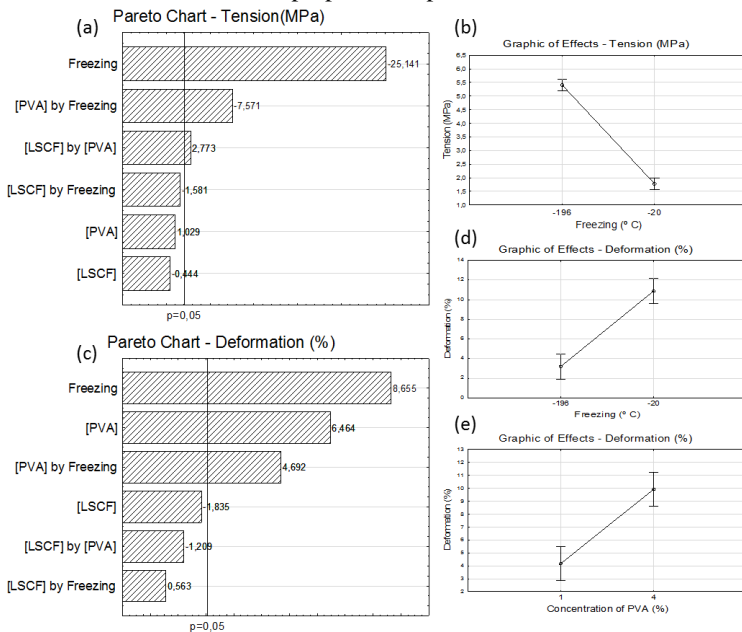 Pareto Chart - Tension(MPa)
(a)
Freezing
-25,141
[PVA] by Freezing
-7,571
[LSCF] by [PVA]
2,773
[LSCF] by Freezing
-1,581
[PVA]
1,029
[LSCF]
-0,444
p=0,05
(b)
Graphic of Effects - Tension (MPa)
Tension (MPa)
6,5
6,0
5,5
5,0
4,5
4,0
3,5
3,0
2,5
2,0
1,5
1,0
-196
-20
Freezing (º C)
(c)
Pareto Chart - Deformation (%)
Freezing
8,655
[PVA]
6,464
[PVA] by Freezing
4,692
[LSCF]
-1,835
[LSCF] by [PVA]
-1,209
[LSCF] by Freezing
0,563
p=0,05
(d)
Graphic of Effects - Deformation (%)
Deformation (%)
14
12
10
8
6
4
2
0
-196
-20
Freezing (º C)
(e)
Graphic of Effects - Deformation (%)
Deformation (%)
13
12
11
10
9
8
7
6
5
4
3
2
1
4
Concentration of PVA (%)